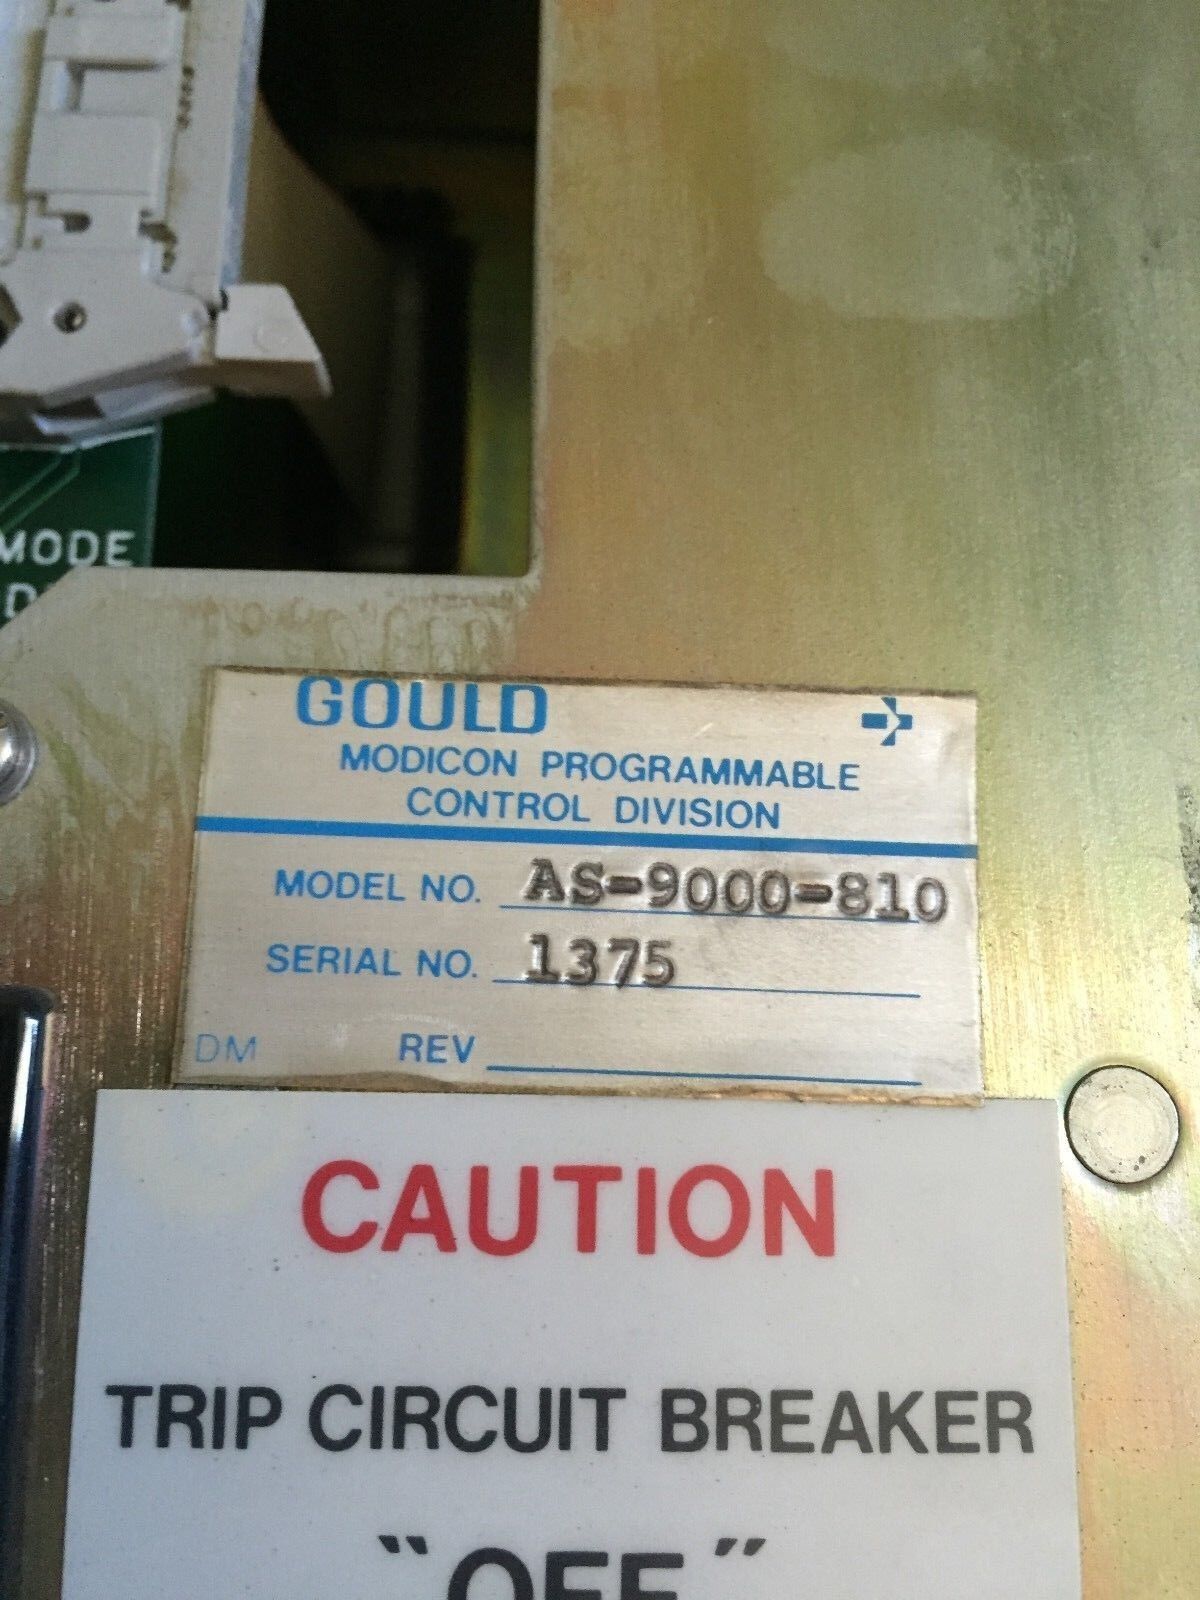 MODE
GOULD
MODICON PROGRAMMABLE
CONTROL DIVISION
MODEL NO. AS-9000-810
SERIAL NO. 1375
DM REV
CAUTION
TRIP CIRCUIT BREAKER
"OFF"